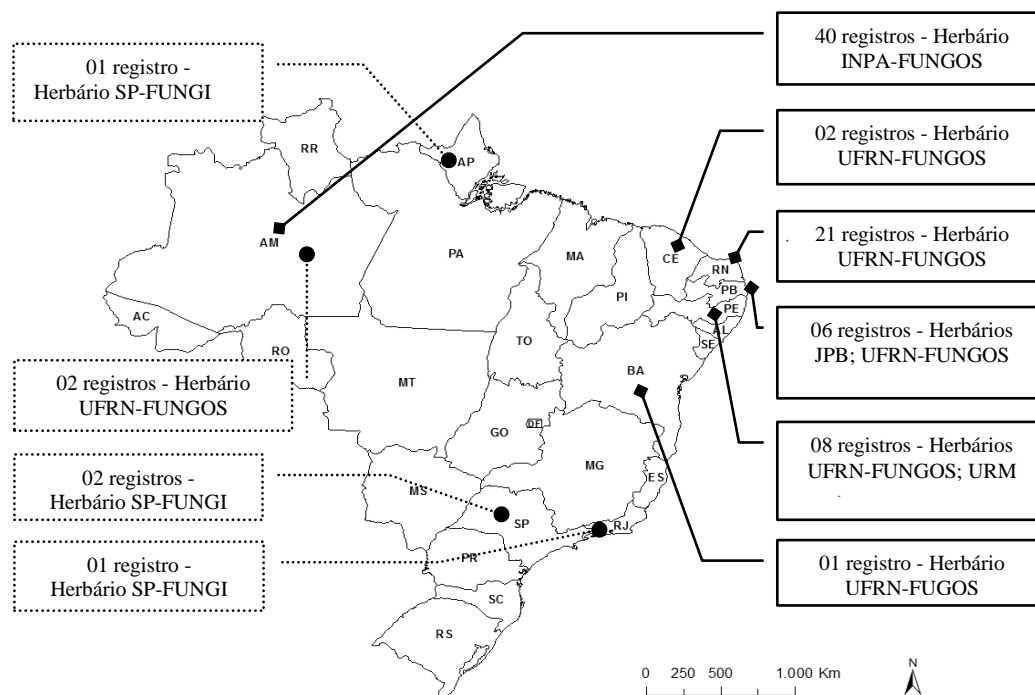 01 registro -
Herbário SP-FUNGI
40 registros - Herbário
INPA-FUNGOS
02 registros - Herbário
UFRN-FUNGOS
21 registros - Herbário
UFRN-FUNGOS
06 registros - Herbários
JPB; UFRN-FUNGOS
08 registros - Herbários
UFRN-FUNGOS; URM
01 registro - Herbário
UFRN-FUGOS
02 registros - Herbário
UFRN-FUNGOS
02 registros -
Herbário SP-FUNGI
01 registro -
Herbário SP-FUNGI
RR
AP
AM
PA
MA
CE
RN
PB
PE
AL
SE
PI
AC
RO
TO
BA
MT
GO
DF
MG
ES
MS
SP
RJ
PR
SC
RS
0 250 500 1.000 Km
N